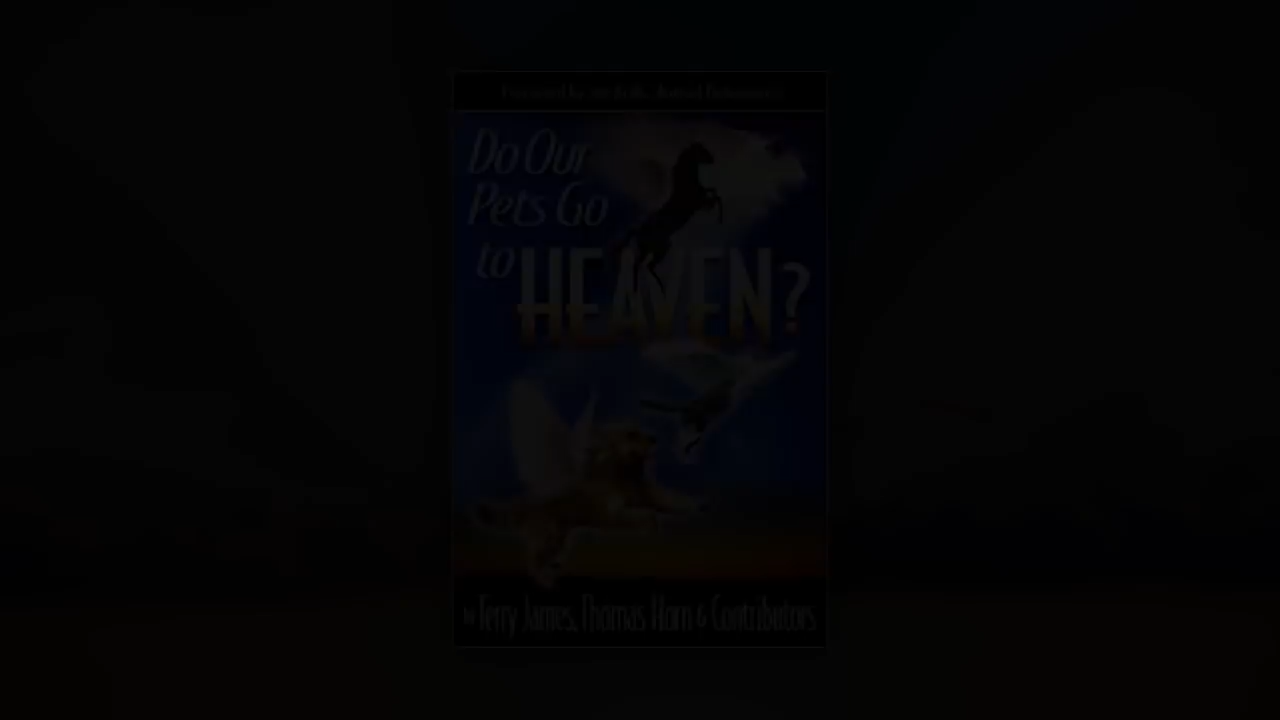 Do Our
Pets Go
to HEAVEN?
by Terry James, Thomas Horn & Contributors